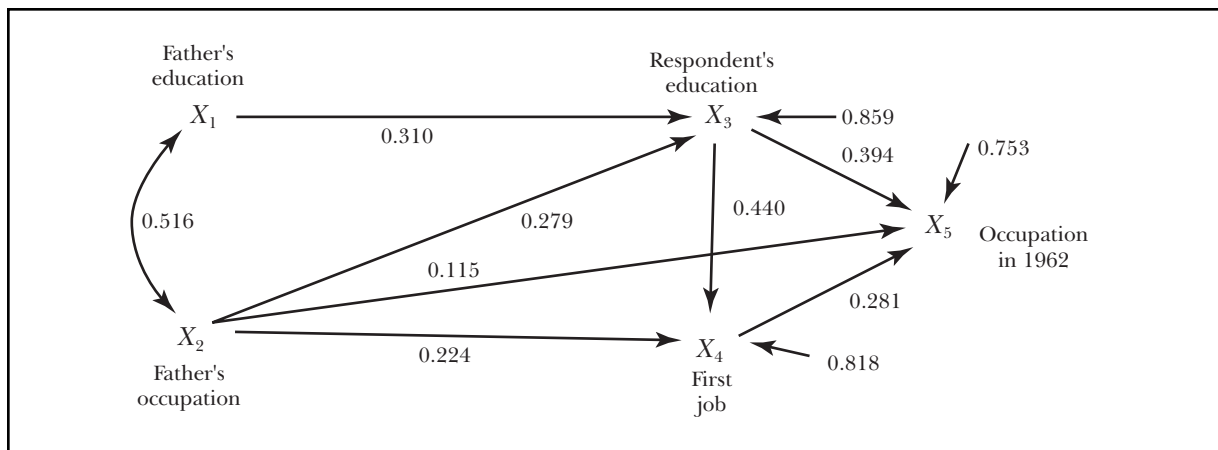 Father's
education
Respondent's
education
X1
X3
0.859
0.310
0.394
0.753
0.516
0.279
0.440
X5
Occupation
in 1962
0.115
0.281
X2
0.224
X4
0.818
Father's
occupation
First
job